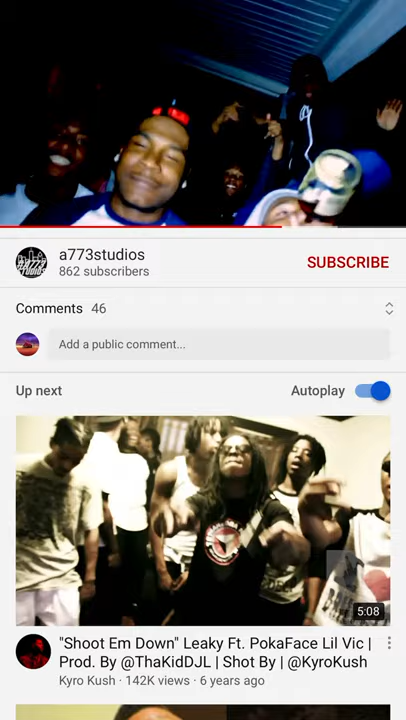 a773studios
862 subscribers
SUBSCRIBE
Comments 46
Add a public comment...
Up next
Autoplay
5:08
"Shoot Em Down" Leaky Ft. PokaFace Lil Vic |
Prod. By @ThaKidDJL | Shot By | @KyroKush
Kyro Kush · 142K views · 6 years ago